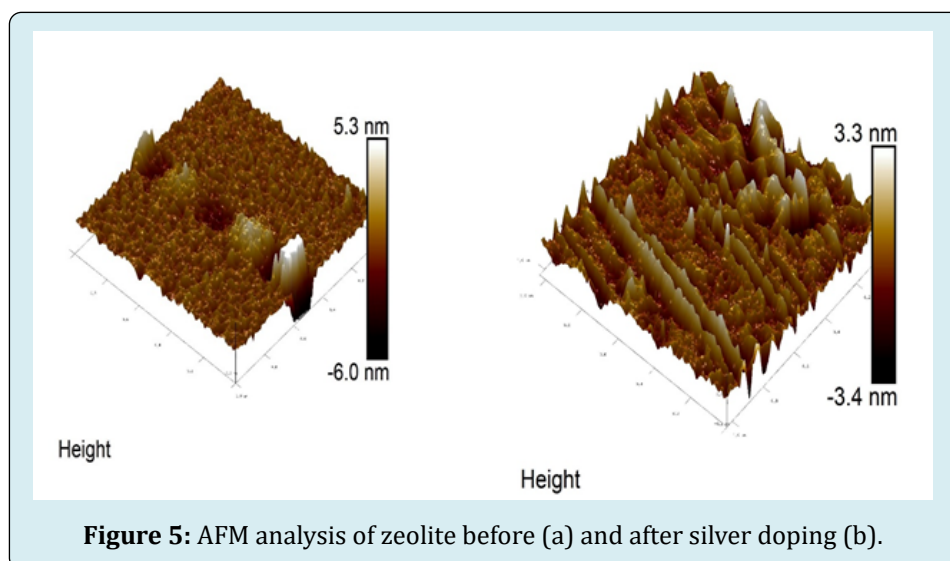 5.3 nm
-6.0 nm
Height
3.3 nm
-3.4 nm
Height
Figure 5: AFM analysis of zeolite before (a) and after silver doping (b).